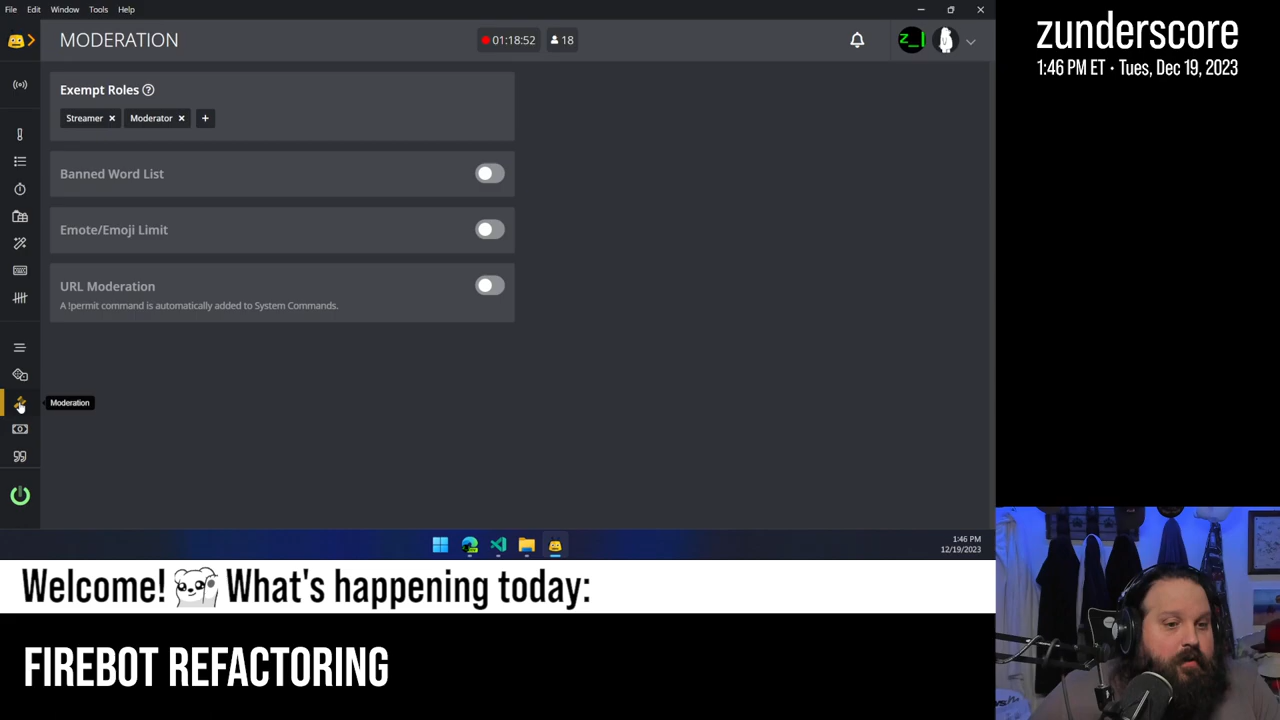 File Edit Window Tools Help
MODERATION
01:18:52
18
z_
Exempt Roles
Streamer × Moderator × +
Banned Word List
Emote/Emoji Limit
URL Moderation
A !permit command is automatically added to System Commands.
Moderation
1:46 PM
12/19/2023
zunderscore
1:46 PM ET • Tues, Dec 19, 2023
Welcome! What's happening today:
FIREBOT REFACTORING